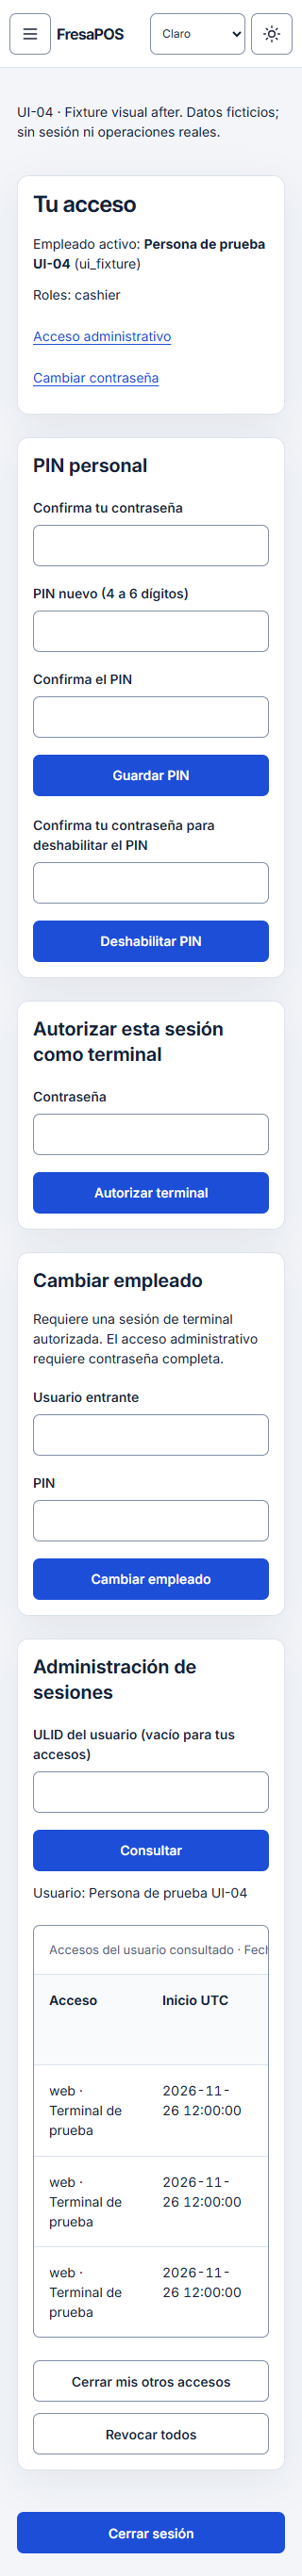 FresaPOS
Claro
UI-04 · Fixture visual after. Datos ficticios;
sin sesión ni operaciones reales.
Tu acceso
Empleado activo: Persona de prueba
UI-04 (ui_fixture)
Roles: cashier
Acceso administrativo
Cambiar contraseña
PIN personal
Confirma tu contraseña
PIN nuevo (4 a 6 dígitos)
Confirma el PIN
Guardar PIN
Confirma tu contraseña para
deshabilitar el PIN
Deshabilitar PIN
Autorizar esta sesión
como terminal
Contraseña
Autorizar terminal
Cambiar empleado
Requiere una sesión de terminal
autorizada. El acceso administrativo
requiere contraseña completa.
Usuario entrante
PIN
Cambiar empleado
Administración de
sesiones
ULID del usuario (vacío para tus
accesos)
Consultar
Usuario: Persona de prueba UI-04
Accesos del usuario consultado · Fech
Acceso Inicio UTC
web · 2026-11-
Terminal de 26 12:00:00
prueba
web · 2026-11-
Terminal de 26 12:00:00
prueba
web · 2026-11-
Terminal de 26 12:00:00
prueba
Cerrar mis otros accesos
Revocar todos
Cerrar sesión